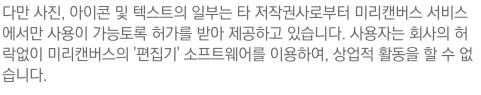 다만 사진, 아이콘 및 텍스트의 일부는 타 저작권사로부터 미리캔버스 서비스
에서만 사용이 가능토록 허가를 받아 제공하고 있습니다. 사용자는 회사의 허
락없이 미리캔버스의 '편집기' 소프트웨어를 이용하여, 상업적 활동을 할 수 없
습니다.